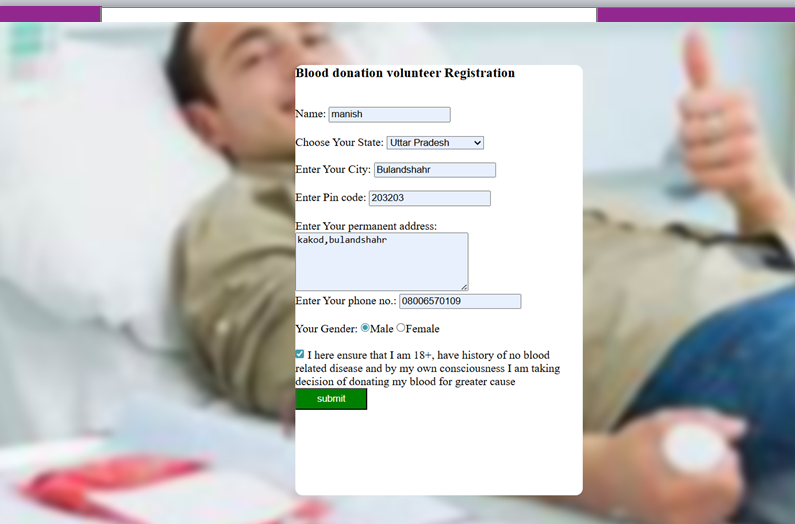 Blood donation volunteer Registration
Name: manish
Choose Your State: Uttar Pradesh
Enter Your City: Bulandshahr
Enter Pin code: 203203
Enter Your permanent address:
kakod,bulandshahr
Enter Your phone no.: 08006570109
Your Gender: Male Female
I here ensure that I am 18+, have history of no blood
related disease and by my own consciousness I am taking
decision of donating my blood for greater cause
submit